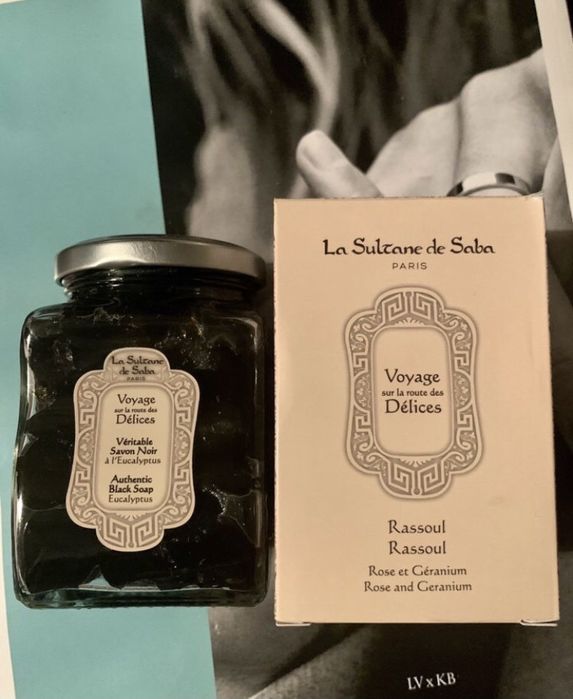 La Sultane
de Saba
PARIS
Voyage
sur la route des
Délices
Véritable
Savon Noir
à l'Eucalyptus
Authentic
Black Soap
Eucalyptus
La Sultane de Saba
PARIS
Voyage
sur la route des
Délices
Rassoul
Rassoul
Rose et Géranium
Rose and Geranium
LV x KB